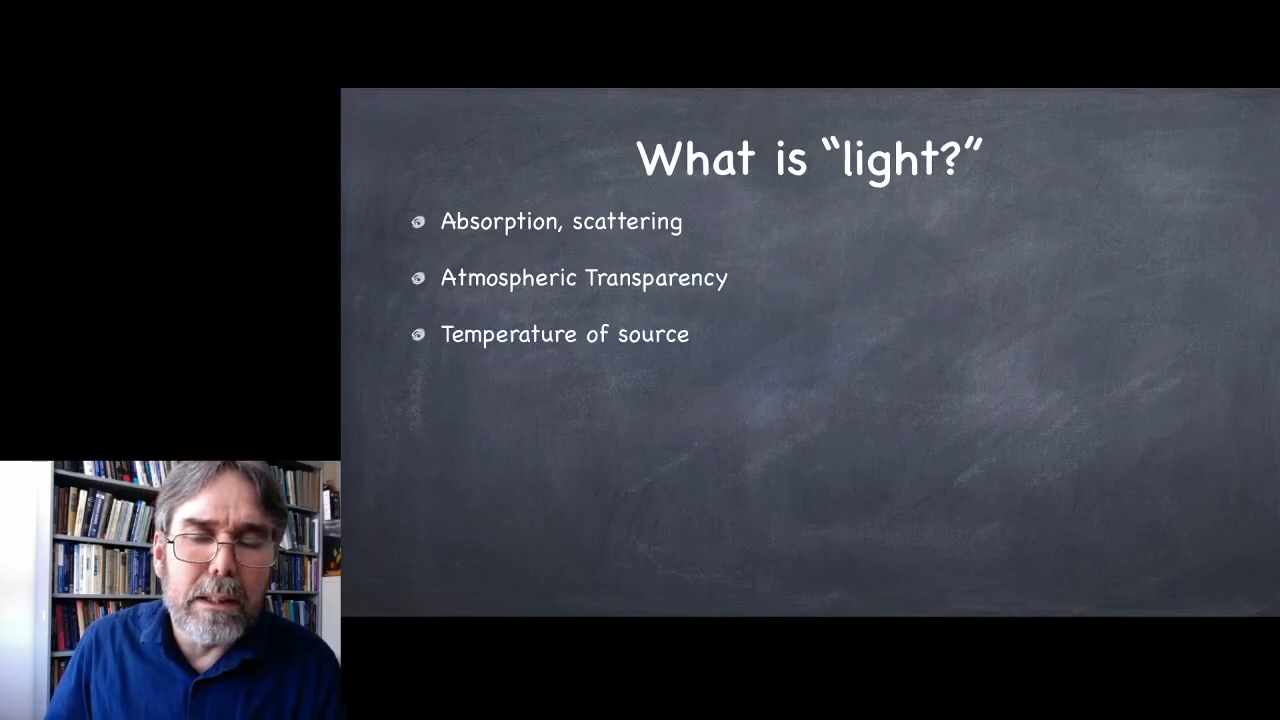 What is “light?”
Absorption, scattering
Atmospheric Transparency
Temperature of source